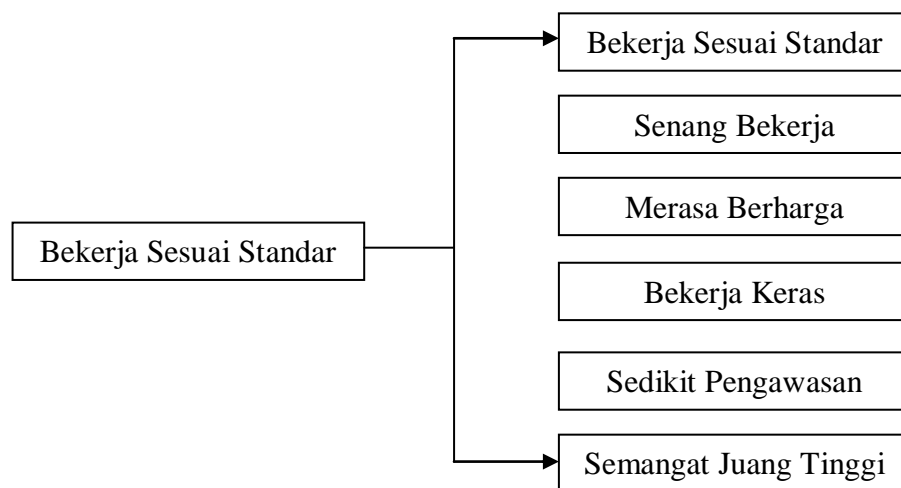 Bekerja Sesuai Standar
Senang Bekerja
Merasa Berharga
Bekerja Sesuai Standar
Bekerja Keras
Sedikit Pengawasan
Semangat Juang Tinggi